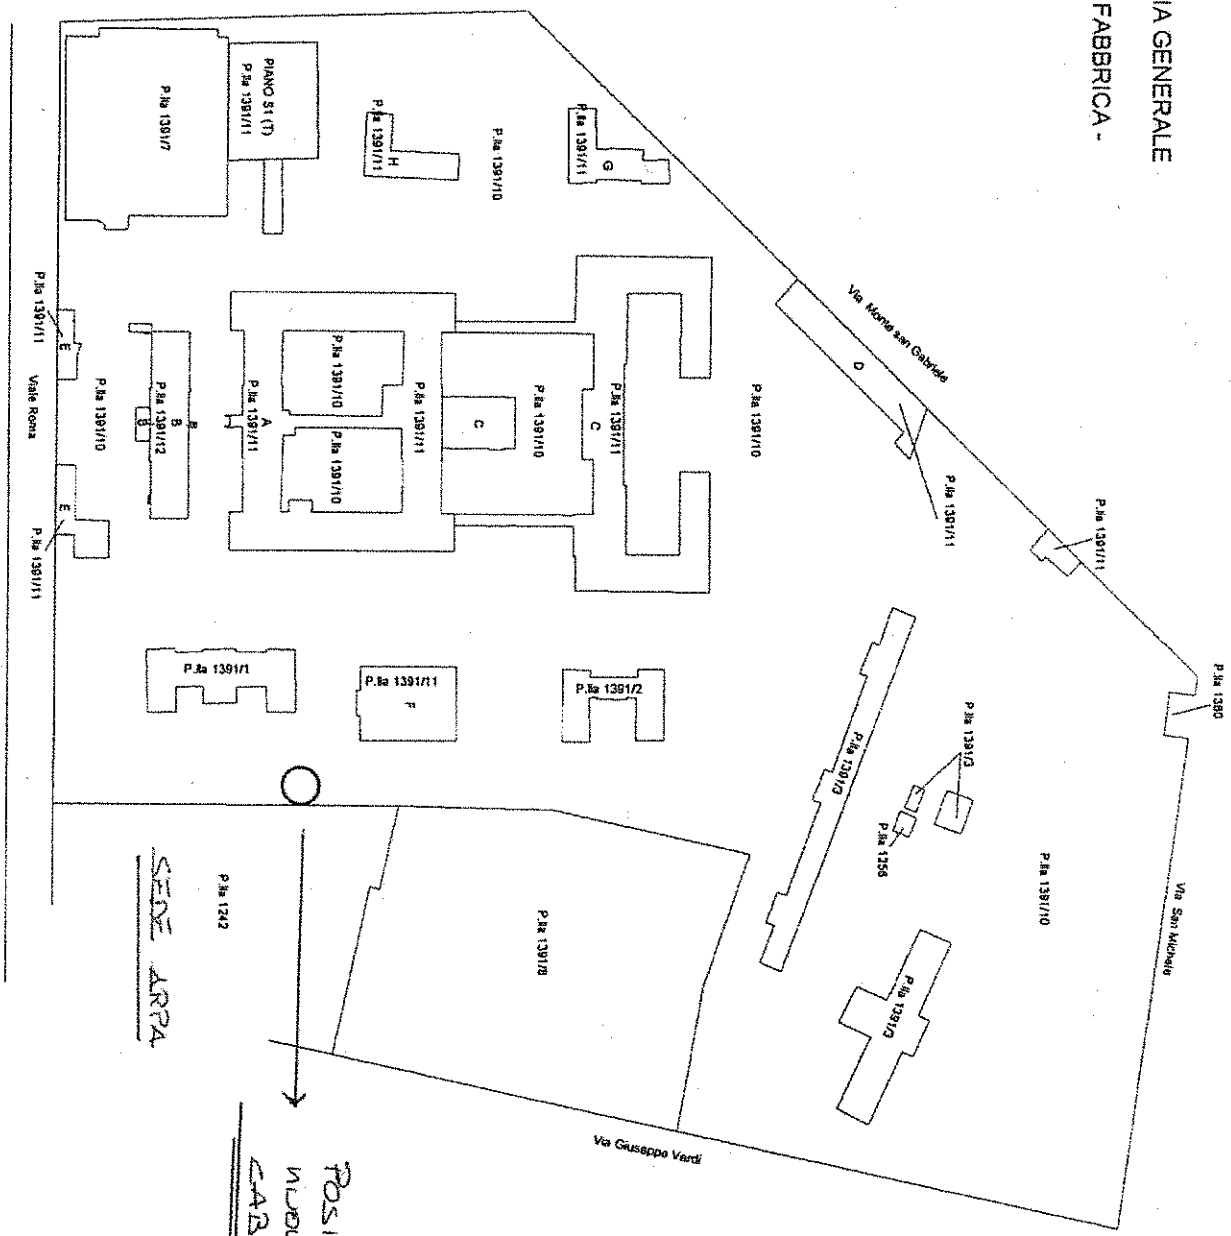 IA GENERALE
FABBRICA -
P.lla 1391/7
PIANO S1 (T)
P.lla 1391/11
P.lla 1391/11
H
P.lla 1391/10
P.lla 1391/11
G
Via Monte san Gabriele
D
P.lla 1391/11
P.lla 1391/11
P.lla 1380
Via San Michele
P.lla 1391/11
E
Viale Roma
P.lla 1391/10
P.lla 1391/12
B
B
B
A
P.lla 1391/11
P.lla 1391/10
P.lla 1391/10
P.lla 1391/11
C
P.lla 1391/10
C
P.lla 1391/11
P.lla 1391/10
E
P.lla 1391/11
P.lla 1391/1
P.lla 1391/11
F
P.lla 1391/2
P.lla 1391/3
P.lla 1391/3
P.lla 1256
P.lla 1391/10
P.lla 1391/3
P.lla 1242
P.lla 1391/8
SEDE ARPA
Via Giuseppe Verdi